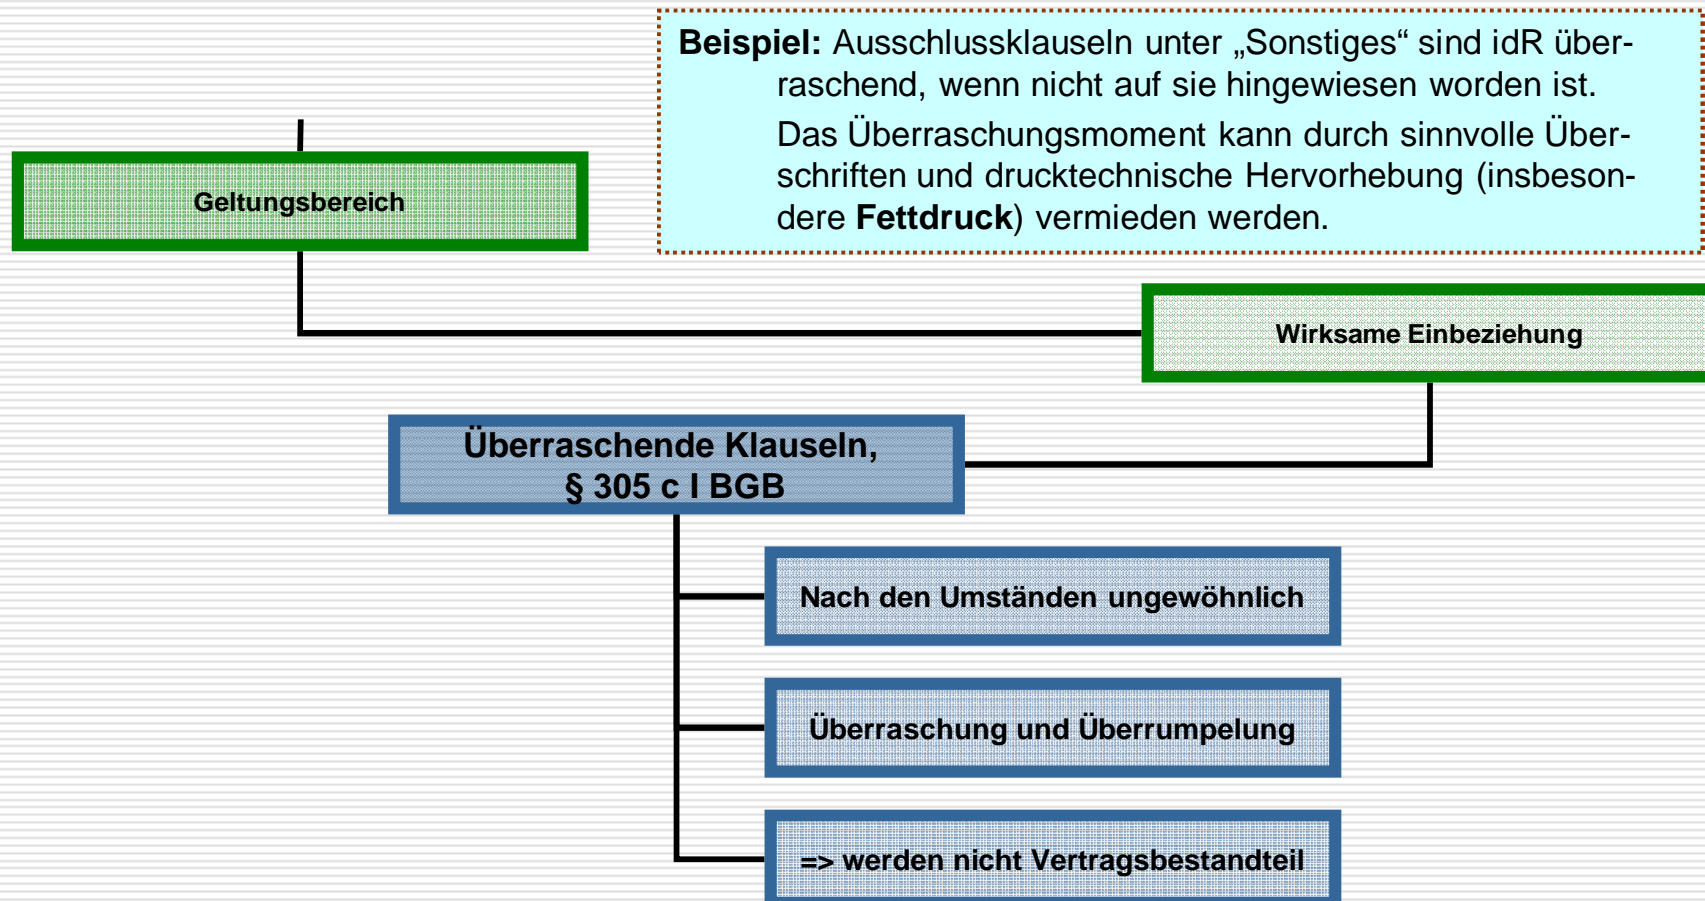 Beispiel: Ausschlussklauseln unter „Sonstiges“ sind idR über-
raschend, wenn nicht auf sie hingewiesen worden ist.
Das Überraschungsmoment kann durch sinnvolle Über-
schriften und drucktechnische Hervorhebung (insbeson-
dere Fettdruck) vermieden werden.
Geltungsbereich
Wirksame Einbeziehung
Überraschende Klauseln,
§ 305 c I BGB
Nach den Umständen ungewöhnlich
Überraschung und Überrumpelung
=> werden nicht Vertragsbestandteil